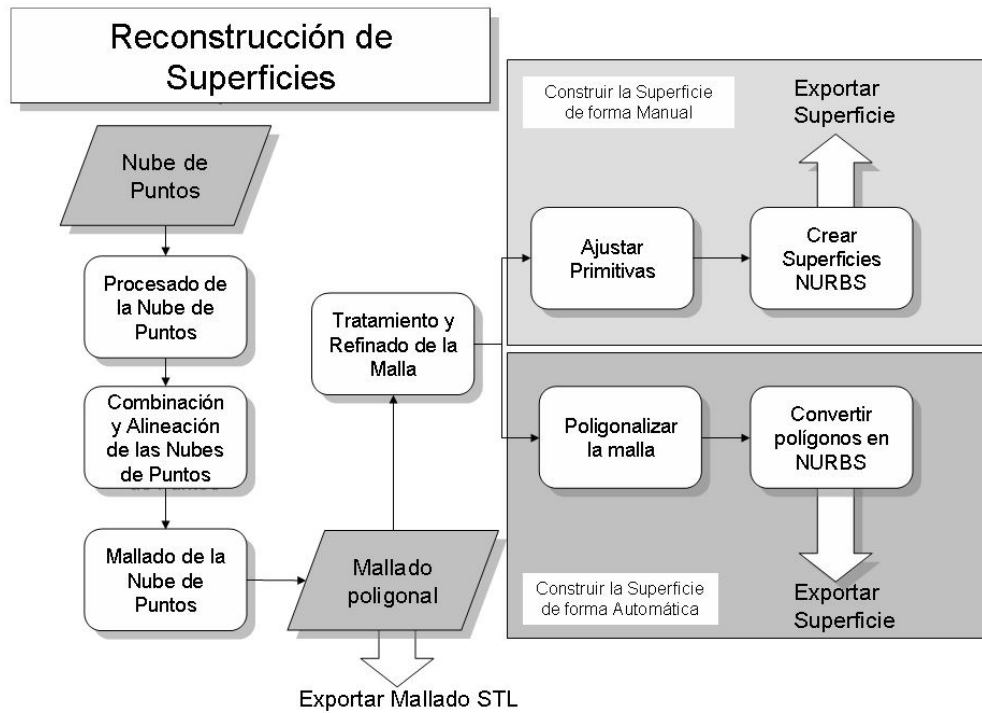 Reconstrucción de
Superficies
Nube de
Puntos
Procesado de
la Nube de
Puntos
Combinación
y Alineación
de las Nubes
de Puntos
Mallado de la
Nube de
Puntos
Mallado
poligonal
Exportar Mallado STL
Tratamiento y
Refinado de la
Malla
Construir la Superficie
de forma Manual
Ajustar
Primitivas
Crear
Superficies
NURBS
Exportar
Superficie
Poligonalizar
la malla
Convertir
polígonos en
NURBS
Construir la Superficie
de forma Automática
Exportar
Superficie